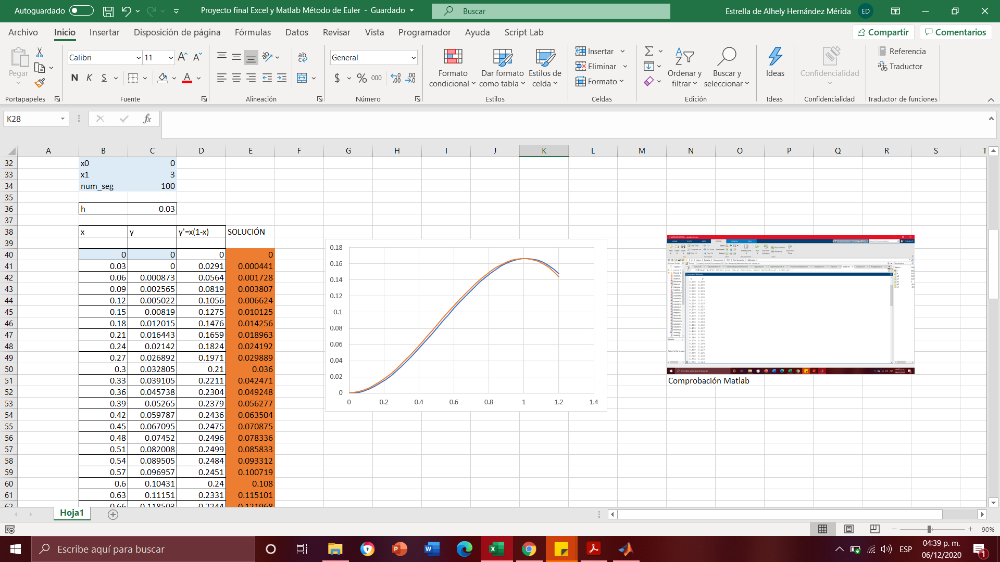 Autoguardado
Proyecto final Excel y Matlab Método de Euler - Guardado
Buscar
Estrella de Alhely Hernández Mérida
ED
Archivo Inicio Insertar Disposición de página Fórmulas Datos Revisar Vista Programador Ayuda Script Lab
Compartir
Comentarios
Pegar
Portapapeles
Calibri 11
N K S
Fuente
Alineación
General
$ % 000
Número
Formato condicional
Dar formato como tabla
Estilos de celda
Estilos
Insertar
Eliminar
Formato
Celdas
Ordenar y filtrar
Buscar y seleccionar
Edición
Ideas
Ideas
Confidencialidad
Confidencialidad
Referencia
Traductor
Traductor de funciones
K28
fx
A B C D E F G H I J K L M N O P Q R S T
32 x0 0
33 x1 3
34 num_seg 100
35
36 h 0.03
37
38 x y y'=x(1-x) SOLUCIÓN
39
40 0 0 0 0
41 0.03 0 0.0291 0.000441
42 0.06 0.000873 0.0564 0.001728
43 0.09 0.002565 0.0819 0.003807
44 0.12 0.005022 0.1056 0.006624
45 0.15 0.00819 0.1275 0.010125
46 0.18 0.012015 0.1476 0.014256
47 0.21 0.016443 0.1659 0.018963
48 0.24 0.02142 0.1824 0.024192
49 0.27 0.026892 0.1971 0.029889
50 0.3 0.032805 0.21 0.036
51 0.33 0.039105 0.2211 0.042471
52 0.36 0.045738 0.2304 0.049248
53 0.39 0.05265 0.2379 0.056277
54 0.42 0.059787 0.2436 0.063504
55 0.45 0.067095 0.2475 0.070875
56 0.48 0.07452 0.2496 0.078336
57 0.51 0.082008 0.2499 0.085833
58 0.54 0.089505 0.2484 0.093312
59 0.57 0.096957 0.2451 0.100719
60 0.6 0.10431 0.24 0.108
61 0.63 0.11151 0.2331 0.115101
62 0.66 0.118503 0.2244 0.121968
0.18
0.16
0.14
0.12
0.1
0.08
0.06
0.04
0.02
0
0 0.2 0.4 0.6 0.8 1 1.2 1.4
Comprobación Matlab
Hoja1
90%
Escribe aquí para buscar
ESP
04:39 p. m.
06/12/2020
1